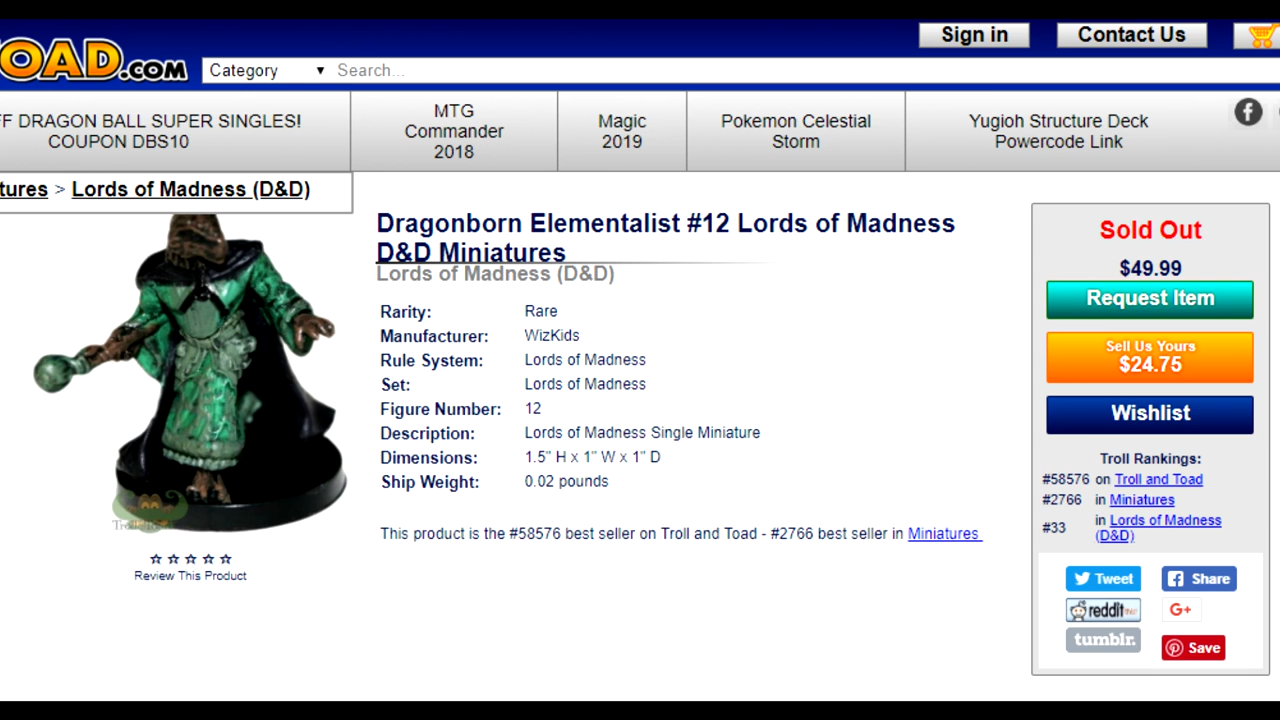 Sign in
Contact Us
OAD.COM
Category
Search...
F DRAGON BALL SUPER SINGLES!
COUPON DBS10
MTG
Commander
2018
Magic
2019
Pokemon Celestial
Storm
Yugioh Structure Deck
Powercode Link
tures > Lords of Madness (D&D)
Dragonborn Elementalist #12 Lords of Madness
D&D Miniatures
Lords of Madness (D&D)
Rarity: Rare
Manufacturer: WizKids
Rule System: Lords of Madness
Set: Lords of Madness
Figure Number: 12
Description: Lords of Madness Single Miniature
Dimensions: 1.5" H x 1" W x 1" D
Ship Weight: 0.02 pounds
This product is the #58576 best seller on Troll and Toad - #2766 best seller in Miniatures
Review This Product
Sold Out
$49.99
Request Item
Sell Us Yours
$24.75
Wishlist
Troll Rankings:
#58576 on Troll and Toad
#2766 in Miniatures
#33 in Lords of Madness
(D&D)
Tweet
Share
reddit
G+
tumblr.
Save